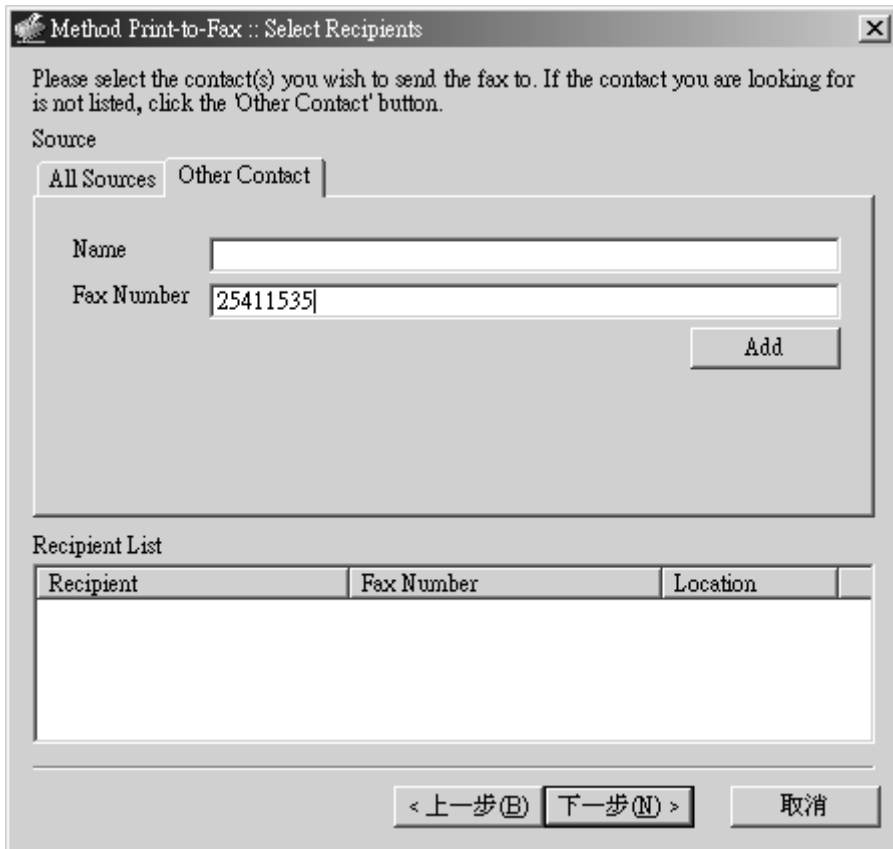 Method Print-to-Fax :: Select Recipients
Please select the contact(s) you wish to send the fax to. If the contact you are looking for
is not listed, click the 'Other Contact' button.
Source
All Sources Other Contact
Name
Fax Number 25411535
Add
Recipient List
Recipient Fax Number Location
< 上一步(B) 下一步(N) > 取消